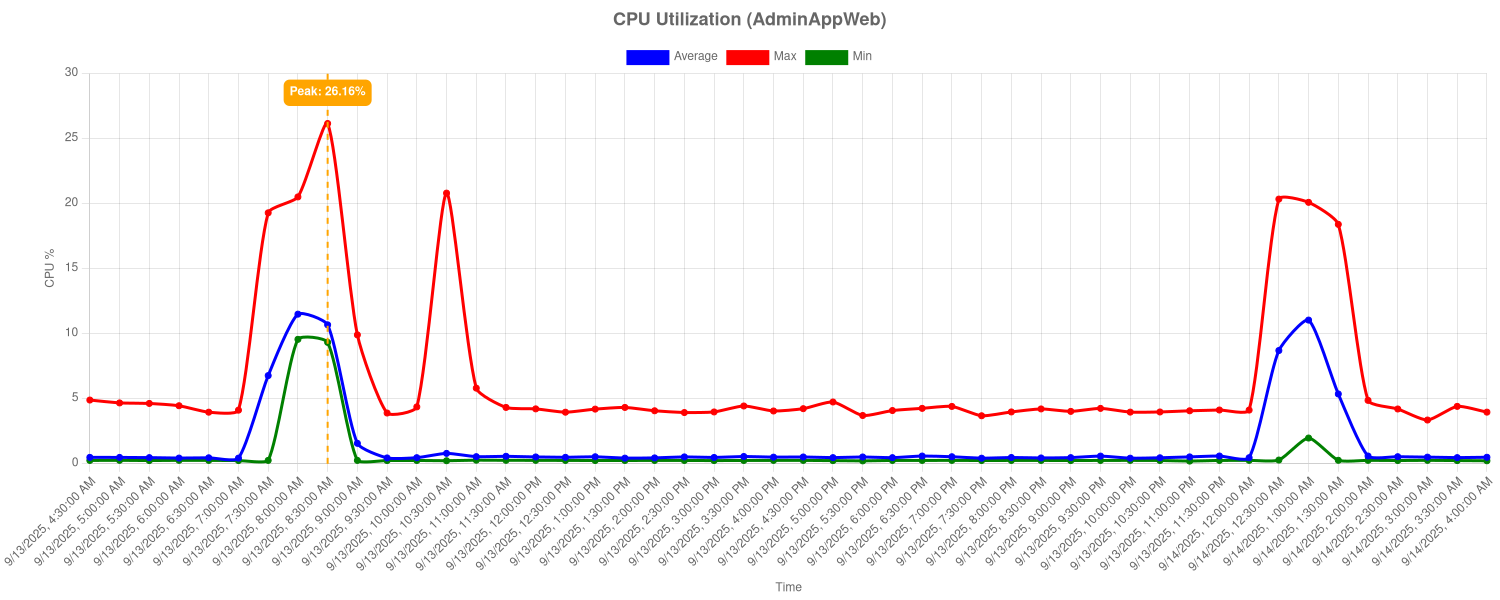 CPU Utilization (AdminAppWeb)
Average Max Min
Peak: 26.16%
30
25
20
15
10
5
0
CPU %
9/13/2025, 4:30:00 AM
9/13/2025, 5:00:00 AM
9/13/2025, 5:30:00 AM
9/13/2025, 6:00:00 AM
9/13/2025, 6:30:00 AM
9/13/2025, 7:00:00 AM
9/13/2025, 7:30:00 AM
9/13/2025, 8:00:00 AM
9/13/2025, 8:30:00 AM
9/13/2025, 9:00:00 AM
9/13/2025, 9:30:00 AM
9/13/2025, 10:00:00 AM
9/13/2025, 10:30:00 AM
9/13/2025, 11:00:00 AM
9/13/2025, 11:30:00 AM
9/13/2025, 12:00:00 PM
9/13/2025, 12:30:00 PM
9/13/2025, 1:00:00 PM
9/13/2025, 1:30:00 PM
9/13/2025, 2:00:00 PM
9/13/2025, 2:30:00 PM
9/13/2025, 3:00:00 PM
9/13/2025, 3:30:00 PM
9/13/2025, 4:00:00 PM
9/13/2025, 4:30:00 PM
9/13/2025, 5:00:00 PM
9/13/2025, 5:30:00 PM
9/13/2025, 6:00:00 PM
9/13/2025, 6:30:00 PM
9/13/2025, 7:00:00 PM
9/13/2025, 7:30:00 PM
9/13/2025, 8:00:00 PM
9/13/2025, 8:30:00 PM
9/13/2025, 9:00:00 PM
9/13/2025, 9:30:00 PM
9/13/2025, 10:00:00 PM
9/13/2025, 10:30:00 PM
9/13/2025, 11:00:00 PM
9/13/2025, 11:30:00 PM
9/14/2025, 12:00:00 AM
9/14/2025, 12:30:00 AM
9/14/2025, 1:00:00 AM
9/14/2025, 1:30:00 AM
9/14/2025, 2:00:00 AM
9/14/2025, 2:30:00 AM
9/14/2025, 3:00:00 AM
9/14/2025, 3:30:00 AM
9/14/2025, 4:00:00 AM
Time